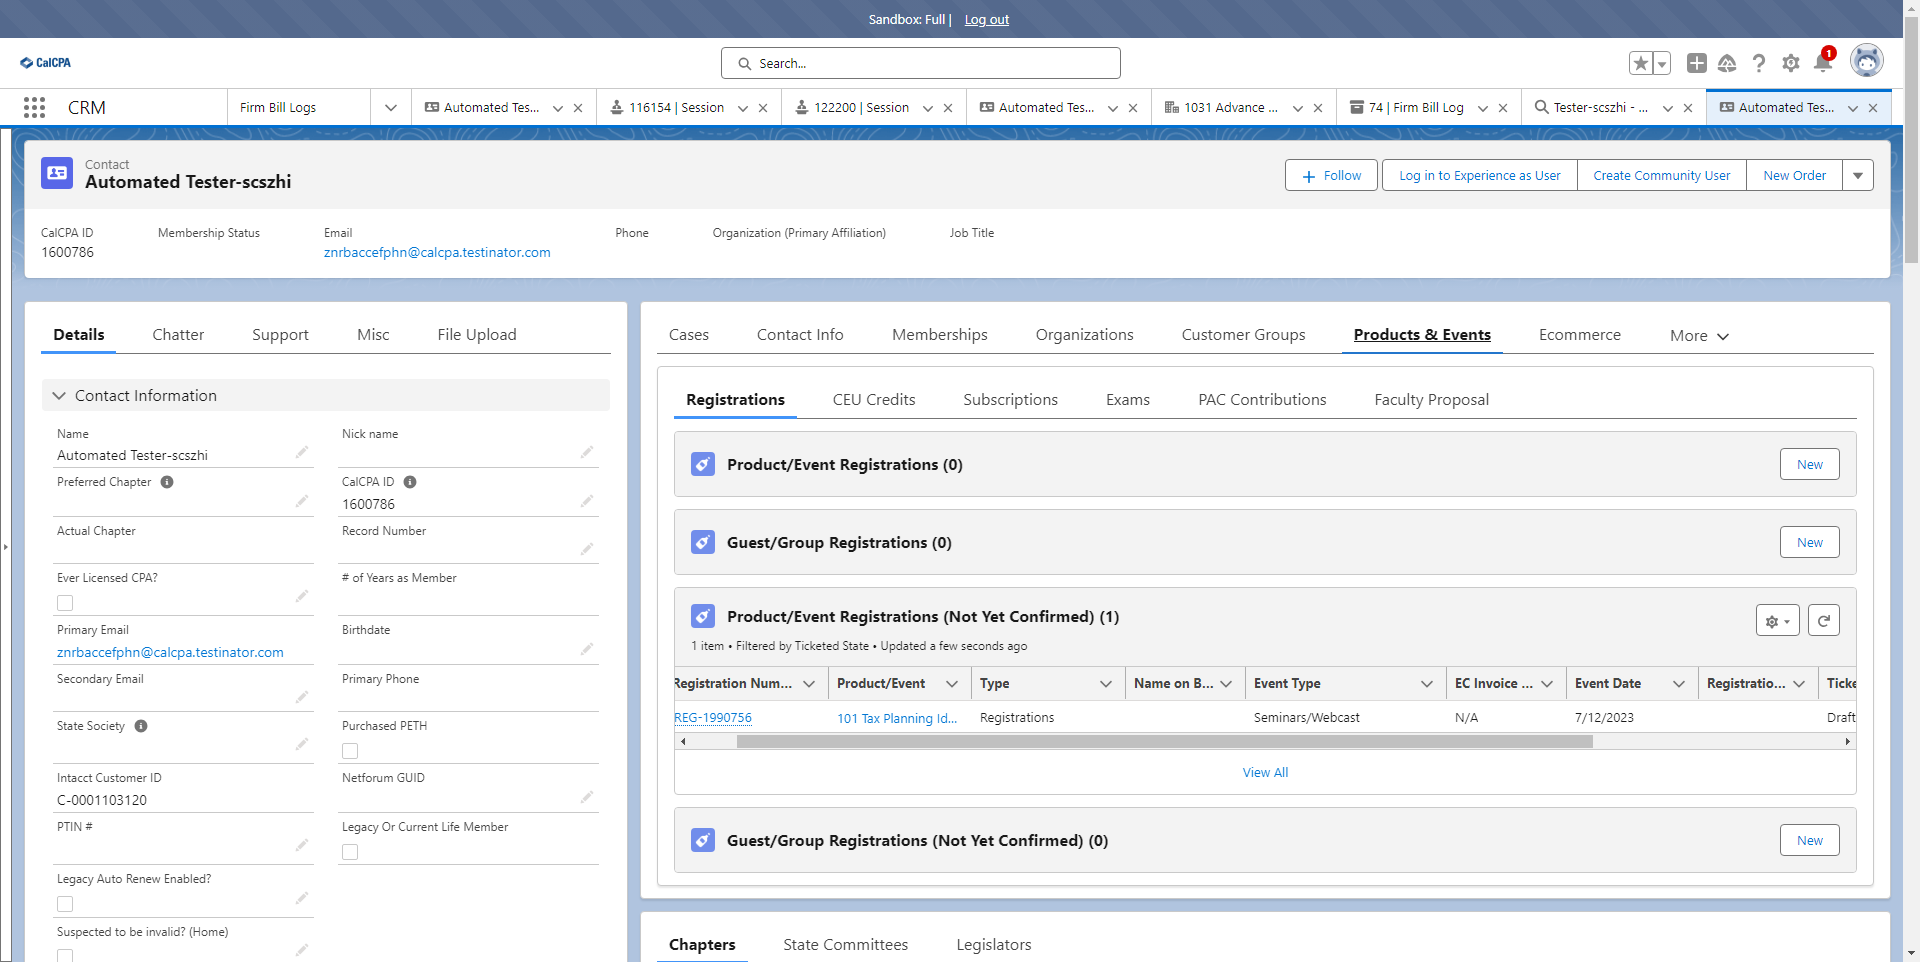 Sandbox: Full | Log out
CalCPA
Search...
1
CRM
Firm Bill Logs
Automated Tes...
116154 | Session
122200 | Session
Automated Tes...
1031 Advance ...
74 | Firm Bill Log
Tester-scszhi - ...
Automated Tes...
Contact
Automated Tester-scszhi
Follow
Log in to Experience as User
Create Community User
New Order
CalCPA ID
1600786
Membership Status
Email
znrbaccefphn@calcpa.testinator.com
Phone
Organization (Primary Affiliation)
Job Title
Details
Chatter
Support
Misc
File Upload
Contact Information
Name
Automated Tester-scszhi
Nick name
Preferred Chapter
CalCPA ID
1600786
Actual Chapter
Record Number
Ever Licensed CPA?
# of Years as Member
Primary Email
znrbaccefphn@calcpa.testinator.com
Birthdate
Secondary Email
Primary Phone
State Society
Purchased PETH
Intacct Customer ID
C-0001103120
Netforum GUID
PTIN #
Legacy Or Current Life Member
Legacy Auto Renew Enabled?
Suspected to be invalid? (Home)
Cases
Contact Info
Memberships
Organizations
Customer Groups
Products & Events
Ecommerce
More
Registrations
CEU Credits
Subscriptions
Exams
PAC Contributions
Faculty Proposal
Product/Event Registrations (0)
New
Guest/Group Registrations (0)
New
Product/Event Registrations (Not Yet Confirmed) (1)
1 item • Filtered by Ticketed State • Updated a few seconds ago
Registration Num...
Product/Event
Type
Name on B...
Event Type
EC Invoice ...
Event Date
Registratio...
Ticke
REG-1990756
101 Tax Planning Id...
Registrations
Seminars/Webcast
N/A
7/12/2023
Draft
View All
Guest/Group Registrations (Not Yet Confirmed) (0)
New
Chapters
State Committees
Legislators